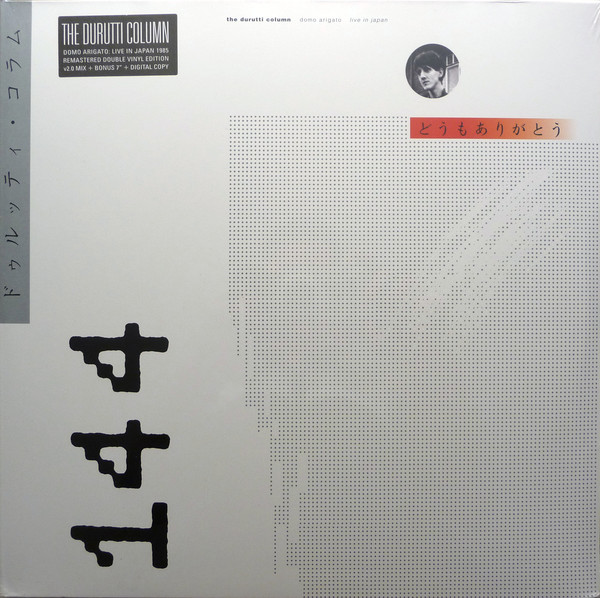 THE DURUTTI COLUMN
DOMO ARIGATO: LIVE IN JAPAN 1985
REMASTERED DOUBLE VINYL EDITION
v2.0 MIX + BONUS 7" + DIGITAL COPY
the durutti column domo arigato live in japan
どうもありがとう
ドゥルッティ・コラム
144